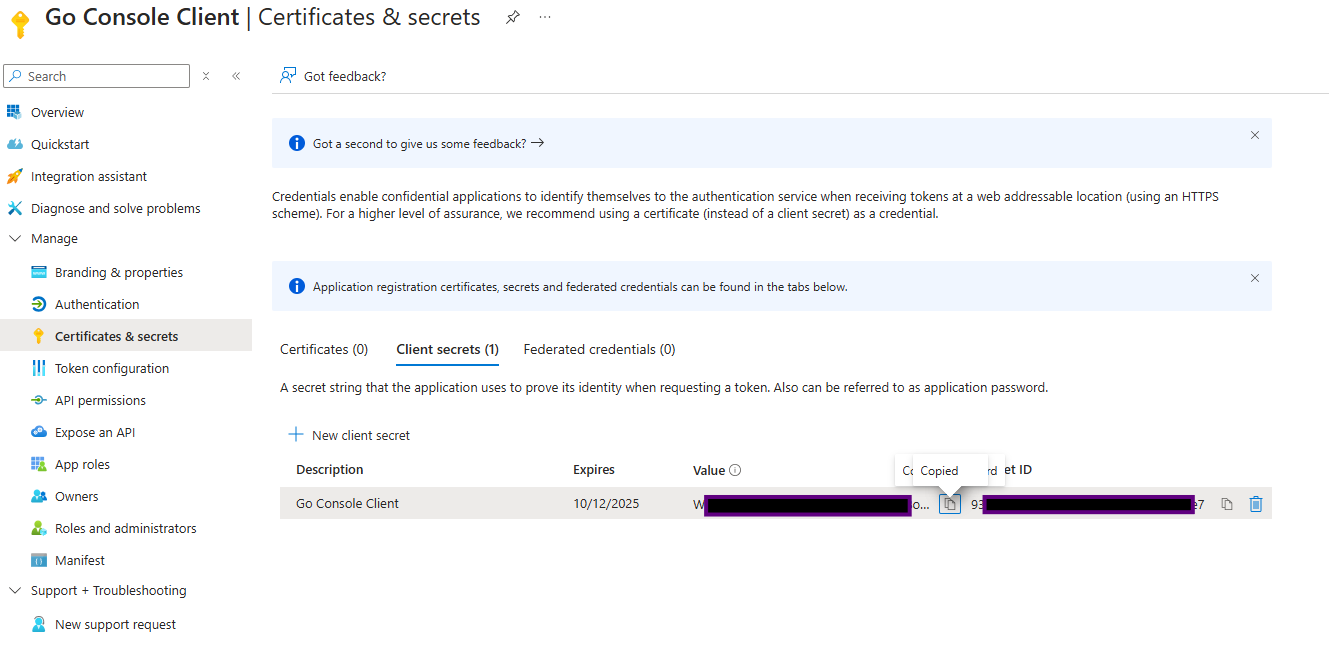 Go Console Client | Certificates & secrets
Search
Got feedback?
Overview
Quickstart
Integration assistant
Diagnose and solve problems
Manage
Branding & properties
Authentication
Certificates & secrets
Token configuration
API permissions
Expose an API
App roles
Owners
Roles and administrators
Manifest
Support + Troubleshooting
New support request
Got a second to give us some feedback?
Credentials enable confidential applications to identify themselves to the authentication service when receiving tokens at a web addressable location (using an HTTPS
scheme). For a higher level of assurance, we recommend using a certificate (instead of a client secret) as a credential.
Application registration certificates, secrets and federated credentials can be found in the tabs below.
Certificates (0) Client secrets (1) Federated credentials (0)
A secret string that the application uses to prove its identity when requesting a token. Also can be referred to as application password.
New client secret
Description Expires Value Copied et ID
Go Console Client 10/12/2025 W o... 93 e7